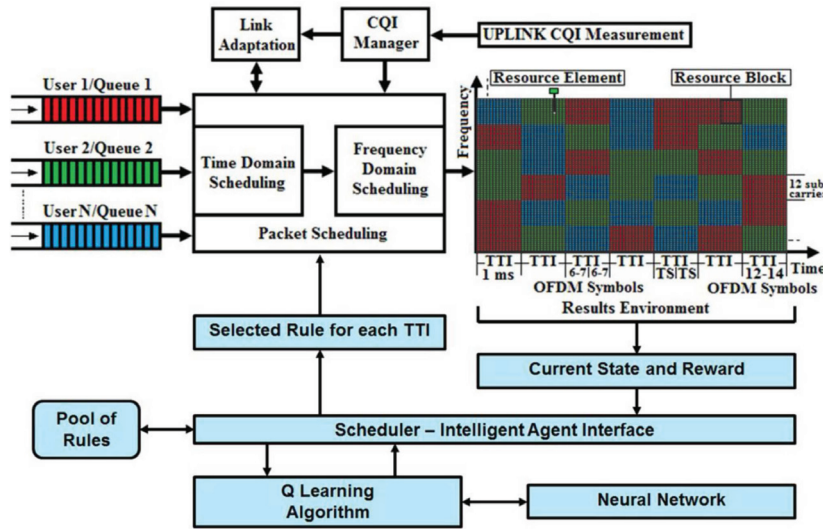 Link
Adaptation
CQI
Manager
UPLINK CQI Measurement
User 1/Queue 1
User 2/Queue 2
User N/Queue N
Time Domain
Scheduling
Frequency
Domain
Scheduling
Packet Scheduling
Resource Element
Resource Block
Frequency
12 sub
carrier
TTI
1 ms
TTI
TTI
6-7 6-7
TTI
TTI
TS TS
TTI
TTI
12-14
Time
OFDM Symbols
OFDM Symbols
Results Environment
Selected Rule for each TTI
Current State and Reward
Pool of
Rules
Scheduler – Intelligent Agent Interface
Q Learning
Algorithm
Neural Network